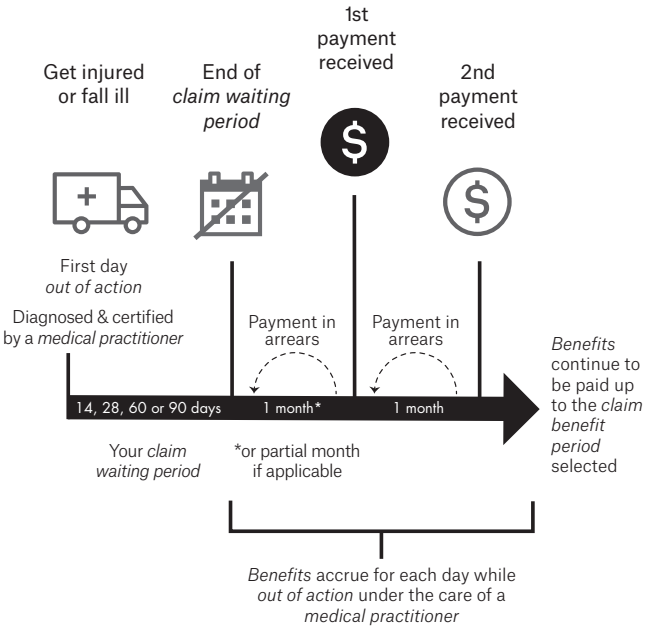 1st
payment
received
Get injured
or fall ill
End of
claim waiting
period
2nd
payment
received
$
$
+
First day
out of action
Diagnosed & certified
by a medical practitioner
Payment in
arrears
Payment in
arrears
14, 28, 60 or 90 days
1 month*
1 month
Benefits
continue to
be paid up
to the claim
benefit
period
selected
Your claim
waiting period
*or partial month
if applicable
Benefits accrue for each day while
out of action under the care of a
medical practitioner